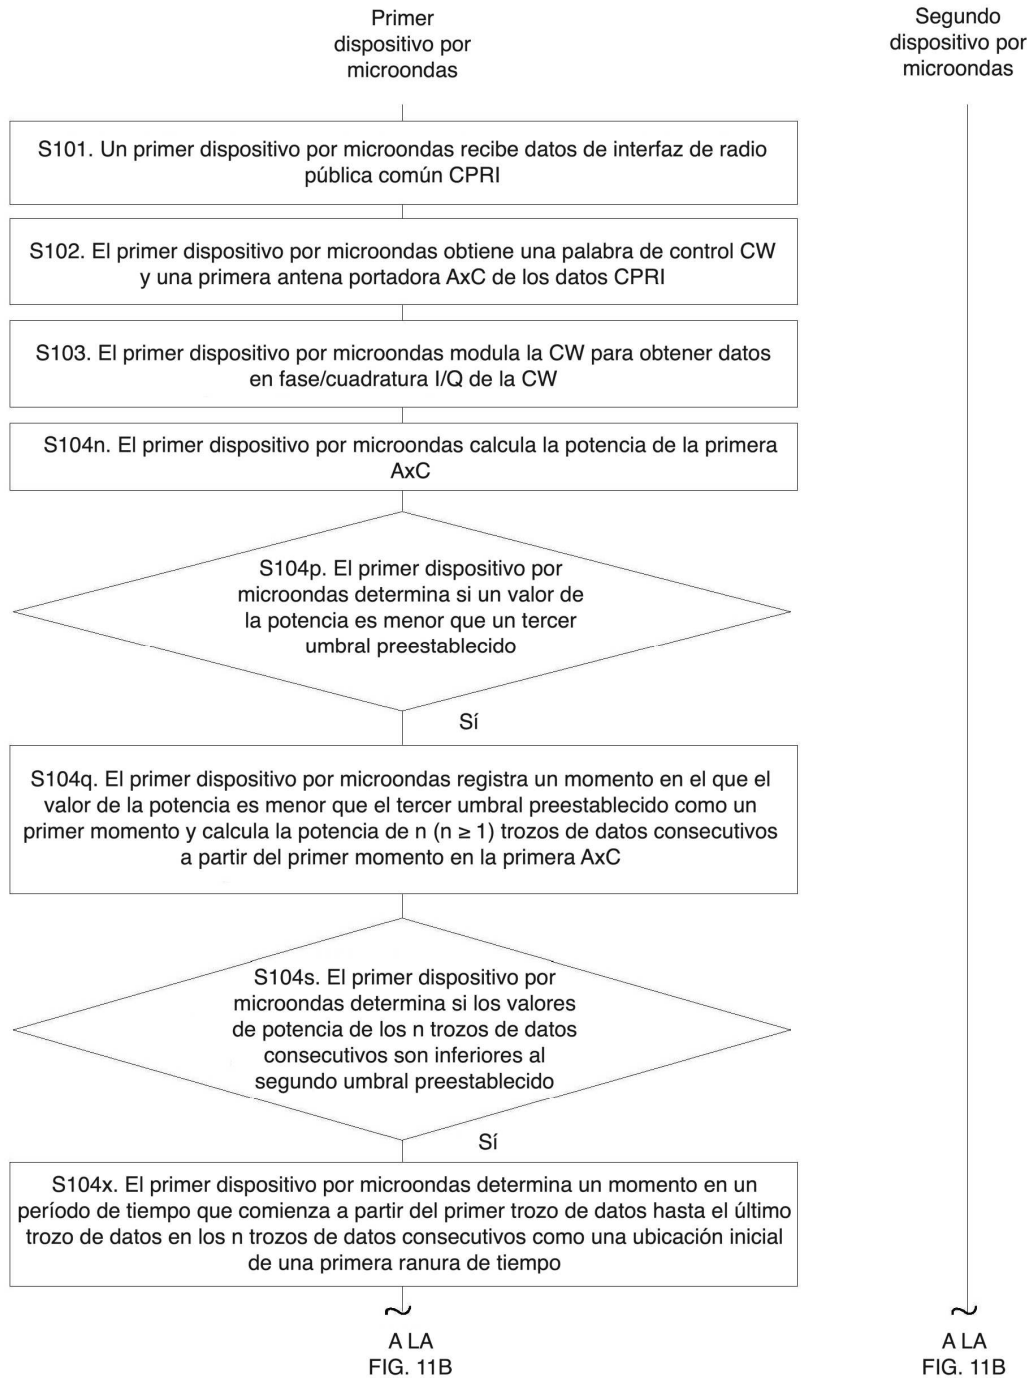 Primer
dispositivo por
microondas
Segundo
dispositivo por
microondas
S101. Un primer dispositivo por microondas recibe datos de interfaz de radio
pública común CPRI
S102. El primer dispositivo por microondas obtiene una palabra de control CW
y una primera antena portadora AxC de los datos CPRI
S103. El primer dispositivo por microondas modula la CW para obtener datos
en fase/cuadratura I/Q de la CW
S104n. El primer dispositivo por microondas calcula la potencia de la primera
AxC
S104p. El primer dispositivo por
microondas determina si un valor de
la potencia es menor que un tercer
umbral preestablecido
Sí
S104q. El primer dispositivo por microondas registra un momento en el que el
valor de la potencia es menor que el tercer umbral preestablecido como un
primer momento y calcula la potencia de n (n ≥ 1) trozos de datos consecutivos
a partir del primer momento en la primera AxC
S104s. El primer dispositivo por
microondas determina si los valores
de potencia de los n trozos de datos
consecutivos son inferiores al
segundo umbral preestablecido
Sí
S104x. El primer dispositivo por microondas determina un momento en un
período de tiempo que comienza a partir del primer trozo de datos hasta el último
trozo de datos en los n trozos de datos consecutivos como una ubicación inicial
de una primera ranura de tiempo
A LA
FIG. 11B
A LA
FIG. 11B